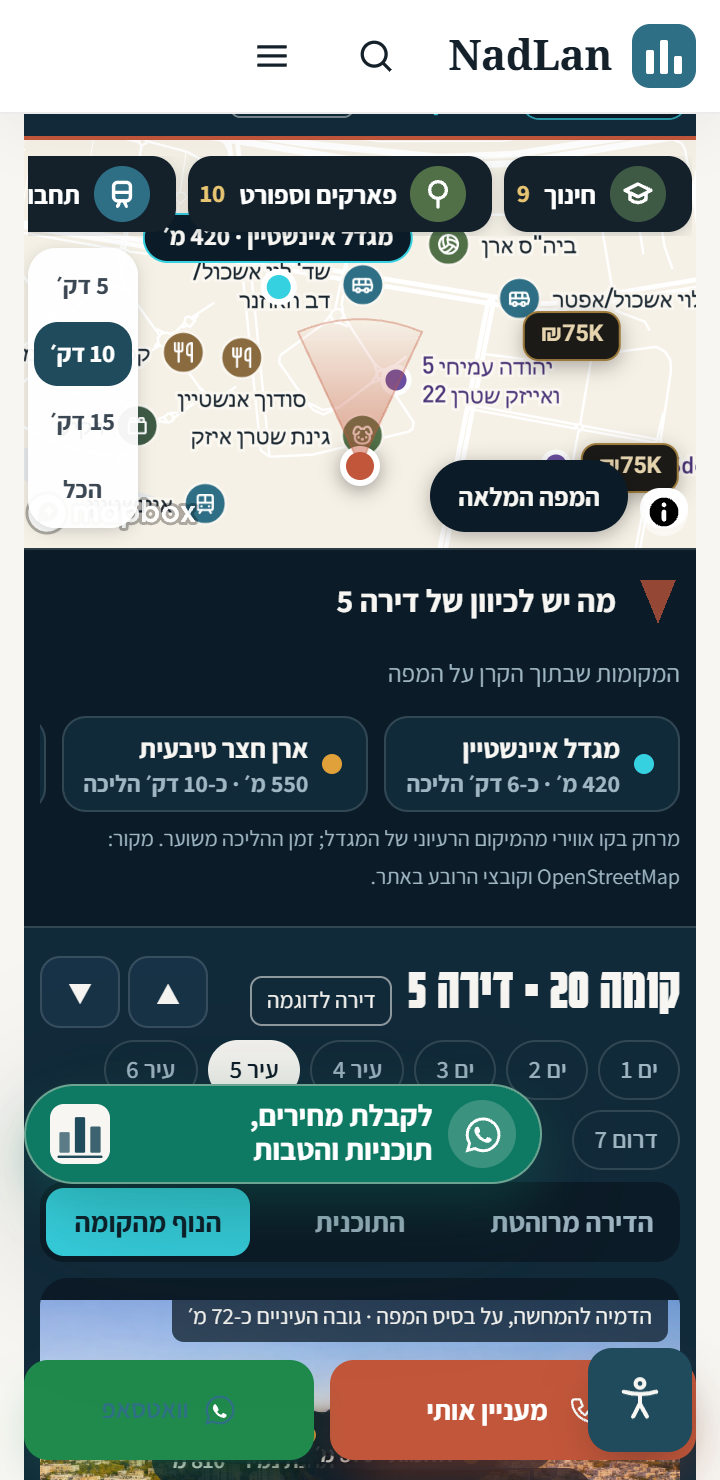 NadLan
חינוך 9
פארקים וספורט 10
תחבו
מגדל איינשטיין · 420 מ׳
ביה"ס ארן
שד' לוי אשכול/
דב הוזנר
לוי אשכול/אפטר
₪75K
5 דק׳
10 דק׳
15 דק׳
הכל
ק
יהודה עמיחי 5
ואייזק שטרן 22
סודוך אנשטיין
גינת שטרן איזק
₪75K
mapbox
המפה המלאה
מה יש לכיוון של דירה 5
המקומות שבתוך הקרן על המפה
מגדל איינשטיין
420 מ׳ · כ-6 דק׳ הליכה
ארן חצר טיבעית
550 מ׳ · כ-10 דק׳ הליכה
מרחק בקו אווירי מהמיקום הרעיוני של המגדל; זמן ההליכה משוער. מקור:
OpenStreetMap וקובצי הרובע באתר.
קומה 20 · דירה 5
דירה לדוגמה
▲
▼
ים 1
ים 2
ים 3
עיר 4
עיר 5
עיר 6
דרום 7
לקבלת מחירים,
תוכניות והטבות
הדירה מרוהטת
התוכנית
הנוף מהקומה
הדמיה להמחשה, על בסיס המפה · גובה העיניים כ-72 מ׳
מעניין אותי
וואטסאפ